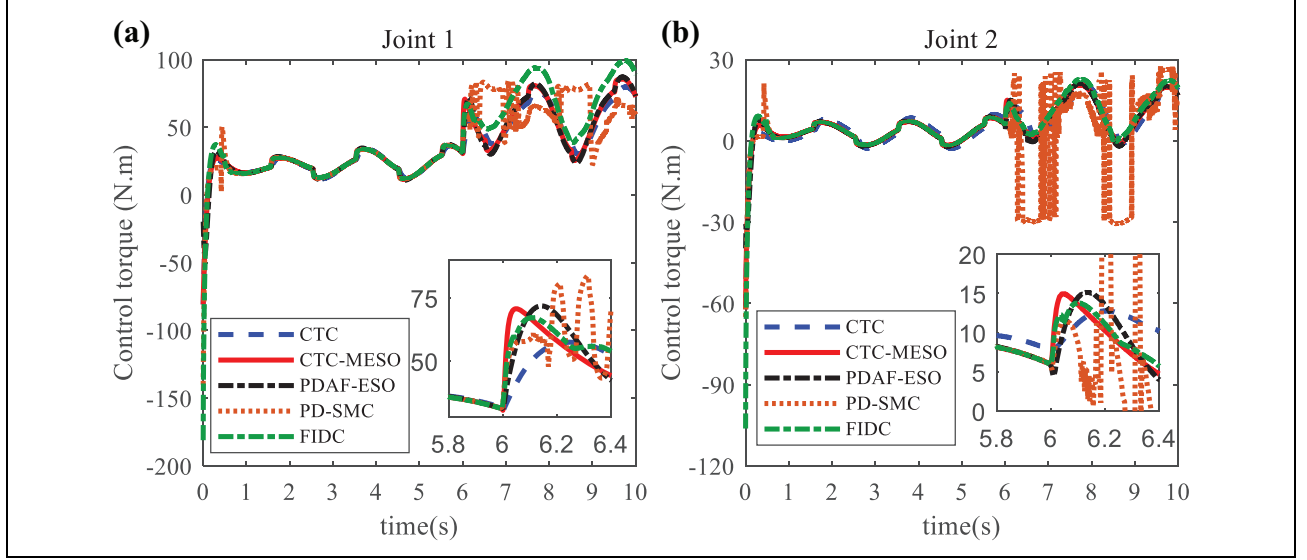 (a)
Joint 1
Control torque (N.m)
100
50
0
-50
-100
-150
-200
0 1 2 3 4 5 6 7 8 9 10
time(s)
CTC
CTC-MESO
PDAF-ESO
PD-SMC
FIDC
75
50
5.8 6 6.2 6.4
(b)
Joint 2
Control torque (N.m)
30
0
-30
-60
-90
-120
0 1 2 3 4 5 6 7 8 9 10
time(s)
CTC
CTC-MESO
PDAF-ESO
PD-SMC
FIDC
20
15
10
5
0
5.8 6 6.2 6.4